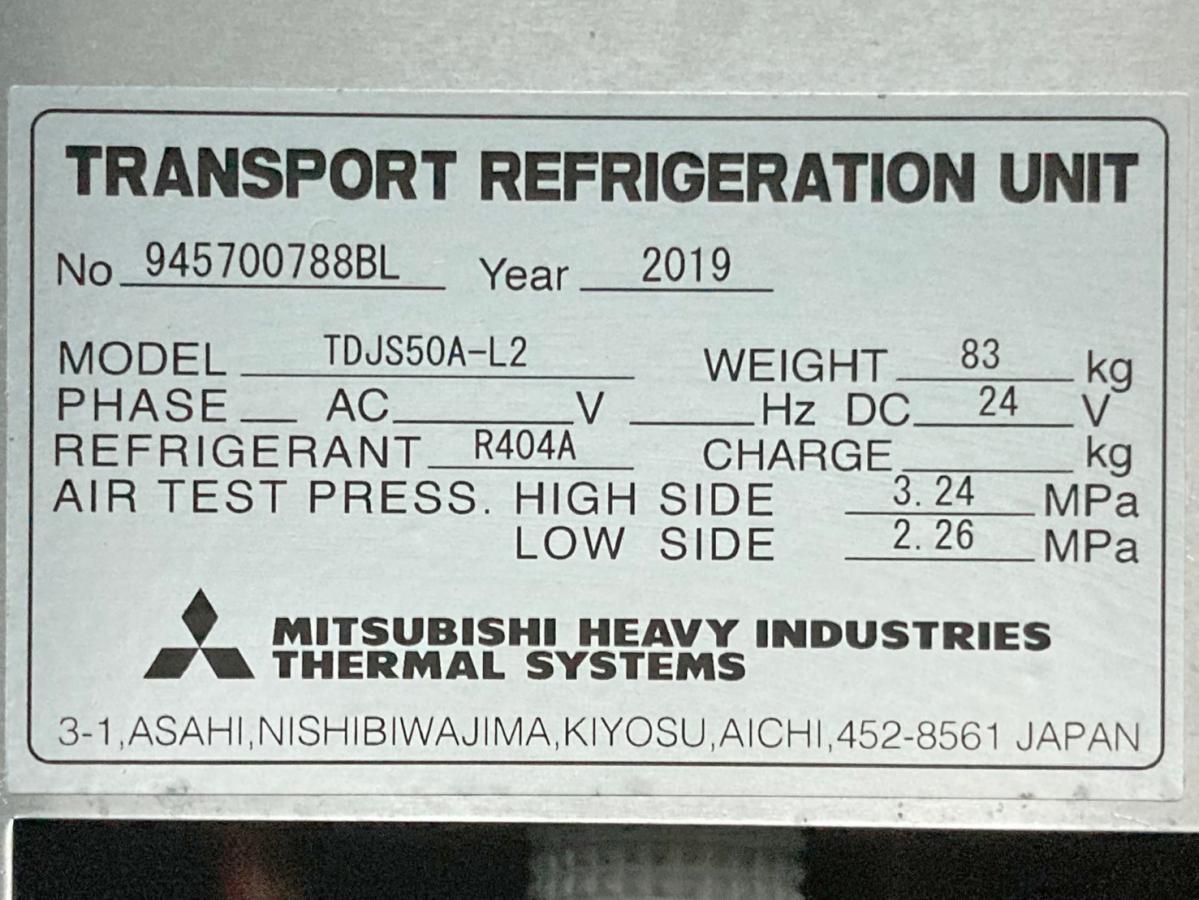 TRANSPORT REFRIGERATION UNIT
No 945700788BL Year 2019
MODEL TDJS50A-L2 WEIGHT 83 kg
PHASE AC V Hz DC 24 V
REFRIGERANT R404A CHARGE kg
AIR TEST PRESS. HIGH SIDE 3.24 MPa
LOW SIDE 2.26 MPa
MITSUBISHI HEAVY INDUSTRIES
THERMAL SYSTEMS
3-1,ASAHI,NISHIBIWAJIMA,KIYOSU,AICHI,452-8561 JAPAN